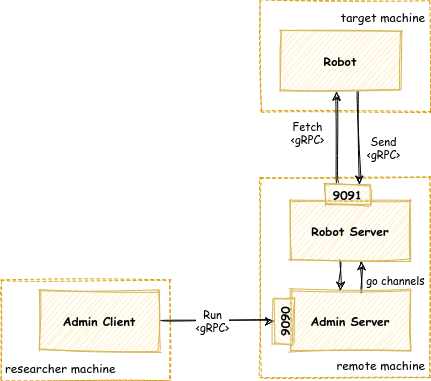 target machine
Robot
Fetch
<gRPC>
Send
<gRPC>
9091
Robot Server
go channels
Admin Client
Run
<gRPC>
9090
Admin Server
researcher machine
remote machine